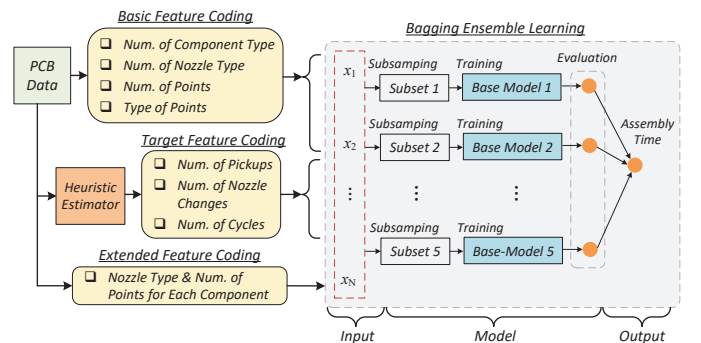 Basic Feature Coding
Bagging Ensemble Learning
PCB
Data
❑ Num. of Component Type
❑ Num. of Nozzle Type
❑ Num. of Points
❑ Type of Points
Target Feature Coding
Heuristic
Estimator
❑ Num. of Pickups
❑ Num. of Nozzle
Changes
❑ Num. of Cycles
Extended Feature Coding
❑ Nozzle Type & Num. of
Points for Each Component
x1
x2
⋮
xN
Subsamping
Training
Evaluation
Subset 1
Base Model 1
Subsamping
Training
Subset 2
Base Model 2
⋮
⋮
Subsamping
Training
Subset 5
Base-Model 5
Assembly
Time
Input
Model
Output